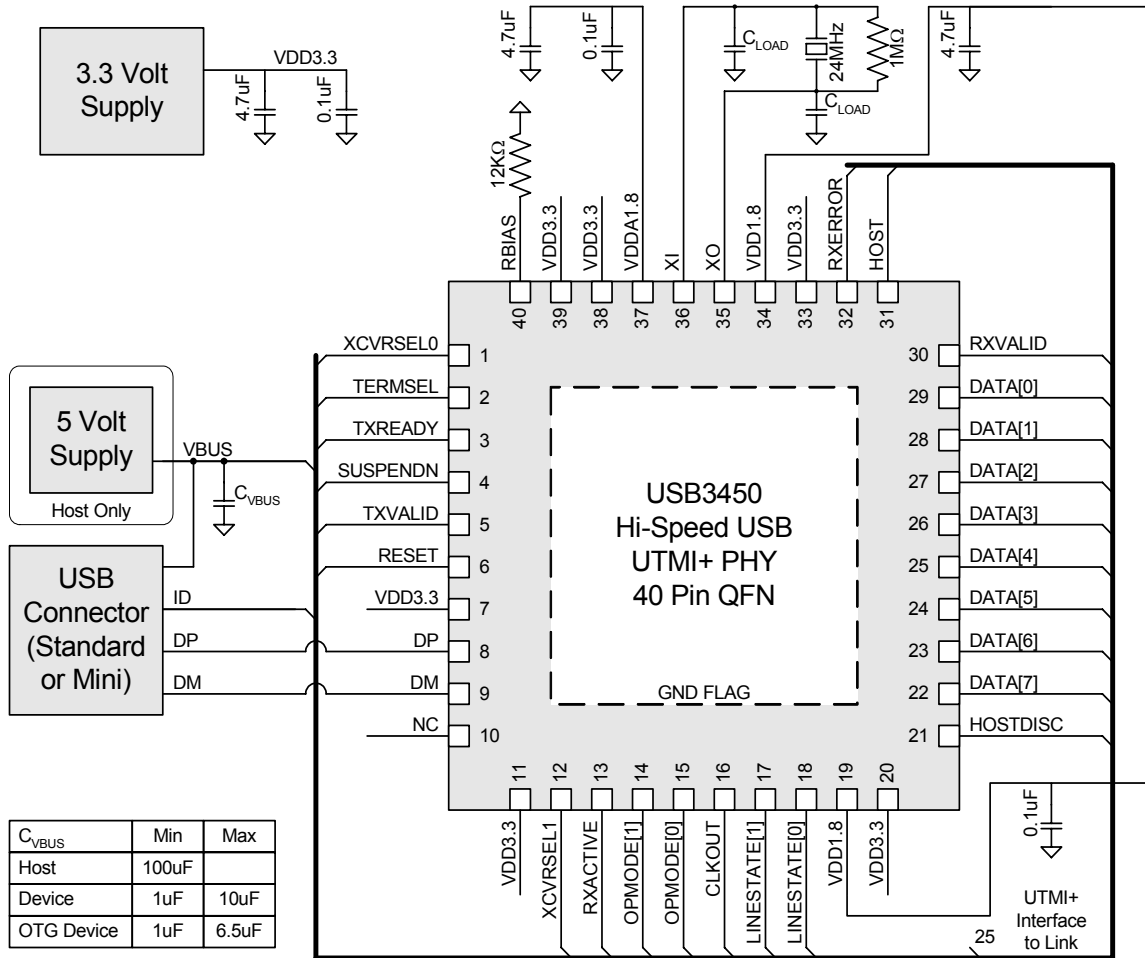 3.3 Volt
Supply
VDD3.3
4.7uF
0.1uF
4.7uF
0.1uF
C_LOAD
24MHz
1MΩ
C_LOAD
4.7uF
12KΩ
RBIAS
VDD3.3
VDD3.3
VDDA1.8
XI
XO
VDD1.8
VDD3.3
RXERROR
HOST
40
39
38
37
36
35
34
33
32
31
XCVRSEL0
1
TERMSEL
2
TXREADY
3
SUSPENDN
4
TXVALID
5
RESET
6
VDD3.3
7
DP
8
DM
9
NC
10
5 Volt
Supply
Host Only
VBUS
C_VBUS
USB
Connector
(Standard
or Mini)
ID
DP
DM
USB3450
Hi-Speed USB
UTMI+ PHY
40 Pin QFN
GND FLAG
30
RXVALID
29
DATA[0]
28
DATA[1]
27
DATA[2]
26
DATA[3]
25
DATA[4]
24
DATA[5]
23
DATA[6]
22
DATA[7]
21
HOSTDISC
11
12
13
14
15
16
17
18
19
20
VDD3.3
XCVRSEL1
RXACTIVE
OPMODE[1]
OPMODE[0]
CLKOUT
LINESTATE[1]
LINESTATE[0]
VDD1.8
VDD3.3
0.1uF
25
UTMI+
Interface
to Link
C_VBUS Min Max
Host 100uF
Device 1uF 10uF
OTG Device 1uF 6.5uF